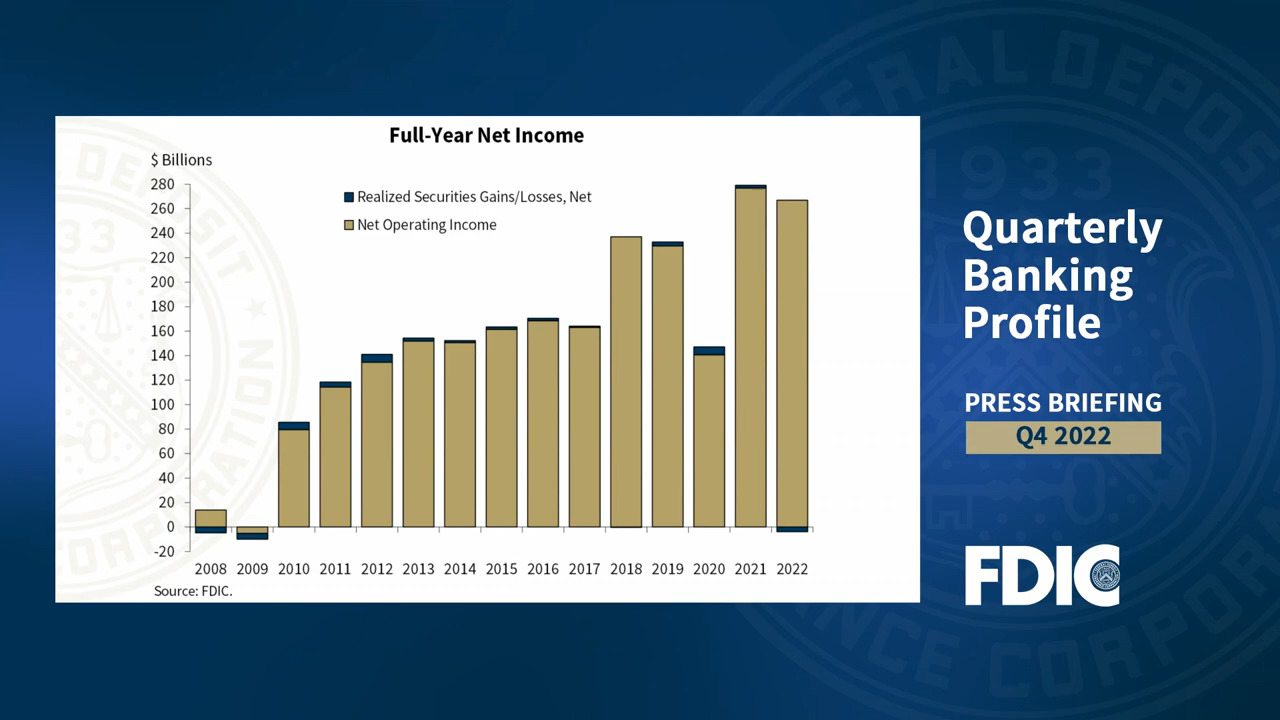 Full-Year Net Income
$ Billions
Realized Securities Gains/Losses, Net
Net Operating Income
280
260
240
220
200
180
160
140
120
100
80
60
40
20
0
-20
2008 2009 2010 2011 2012 2013 2014 2015 2016 2017 2018 2019 2020 2021 2022
Source: FDIC.
Quarterly
Banking
Profile
PRESS BRIEFING
Q4 2022
FDIC
1933